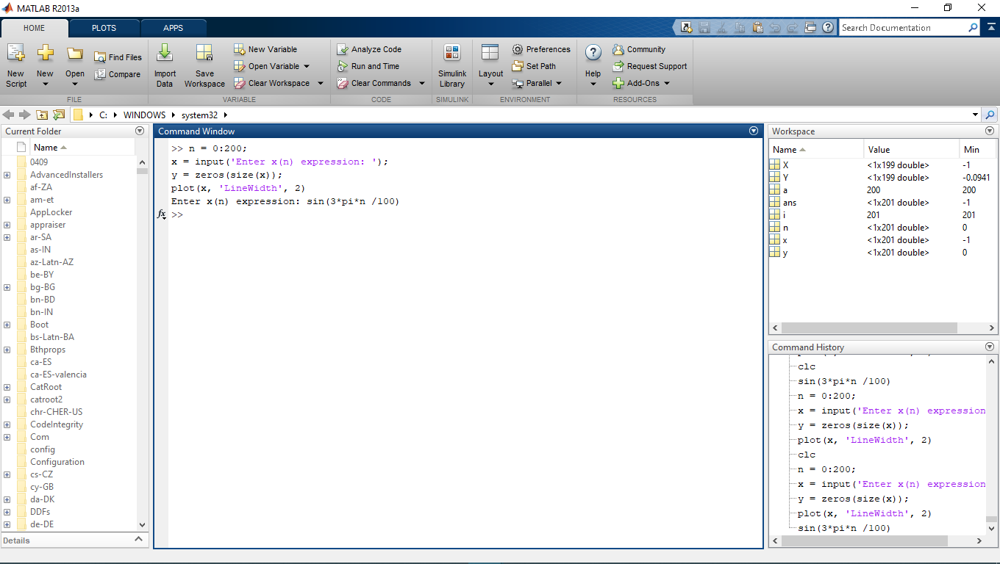 MATLAB R2013a
HOME PLOTS APPS
Search Documentation
New Script
New
Open
Find Files
Compare
FILE
Import Data
Save Workspace
New Variable
Open Variable
Clear Workspace
VARIABLE
Analyze Code
Run and Time
Clear Commands
CODE
Simulink Library
SIMULINK
Layout
Preferences
Set Path
Parallel
ENVIRONMENT
Help
Community
Request Support
Add-Ons
RESOURCES
C: WINDOWS system32
Current Folder
Name
0409
AdvancedInstallers
af-ZA
am-et
AppLocker
appraiser
ar-SA
as-IN
az-Latn-AZ
be-BY
bg-BG
bn-BD
bn-IN
Boot
bs-Latn-BA
Bthprops
ca-ES
ca-ES-valencia
CatRoot
catroot2
chr-CHER-US
CodeIntegrity
Com
config
Configuration
cs-CZ
cy-GB
da-DK
DDFs
de-DE
Details
Command Window
>> n = 0:200;
x = input('Enter x(n) expression: ');
y = zeros(size(x));
plot(x, 'LineWidth', 2)
Enter x(n) expression: sin(3*pi*n /100)
fx >>
Workspace
Name Value Min
X <1x199 double> -1
Y <1x199 double> -0.0941
a 200 200
ans <1x201 double> -1
i 201 201
n <1x201 double> 0
x <1x201 double> -1
y <1x201 double> 0
Command History
clc
sin(3*pi*n /100)
n = 0:200;
x = input('Enter x(n) expression
y = zeros(size(x));
plot(x, 'LineWidth', 2)
clc
n = 0:200;
x = input('Enter x(n) expression
y = zeros(size(x));
plot(x, 'LineWidth', 2)
sin(3*pi*n /100)